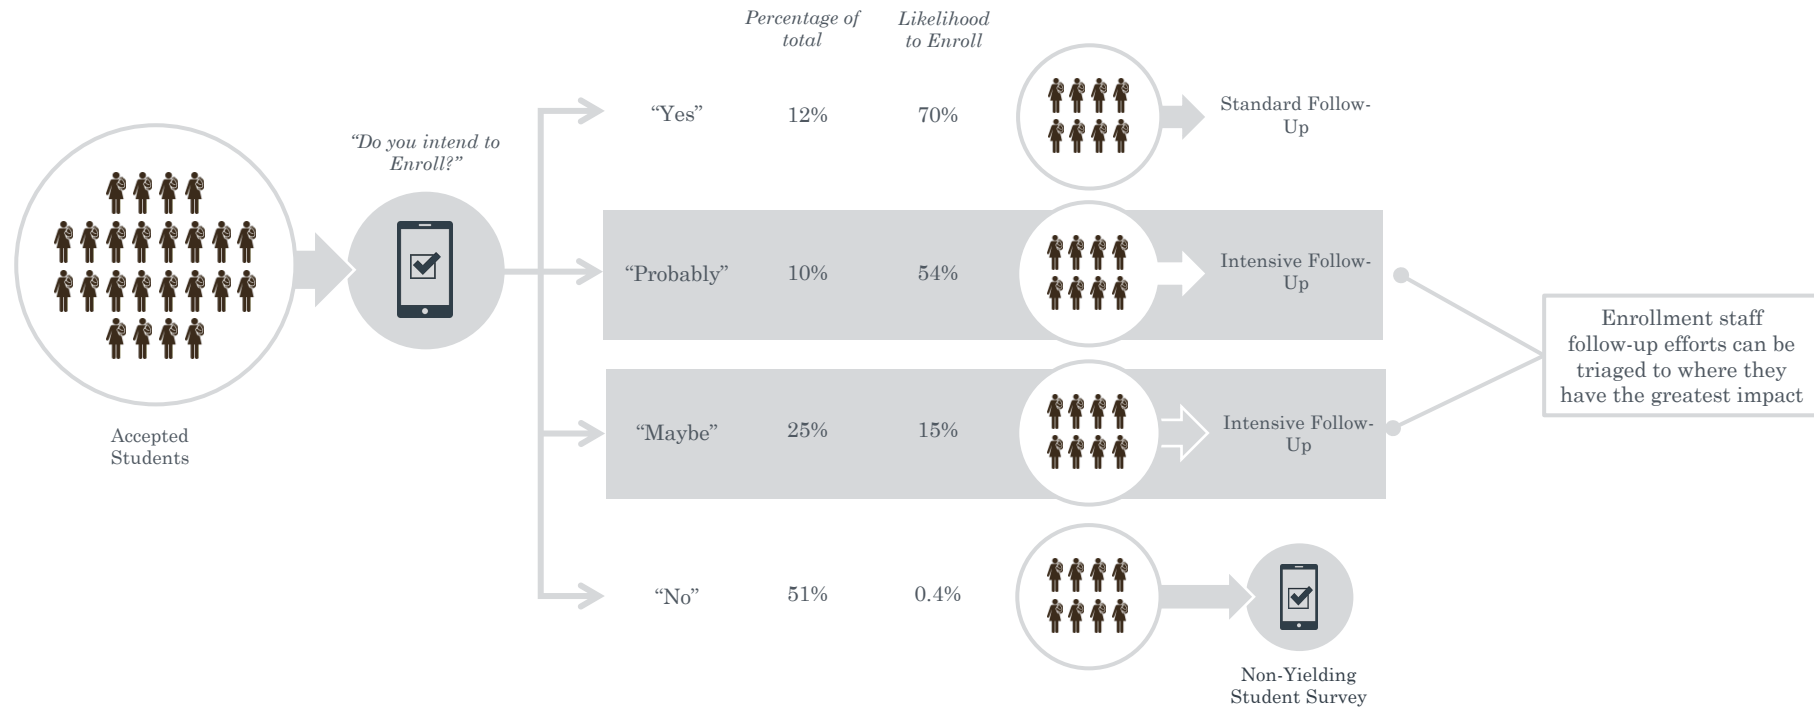 Percentage of
total
Likelihood
to Enroll
“Yes”
12%
70%
Standard Follow-
Up
“Do you intend to
Enroll?”
“Probably”
10%
54%
Intensive Follow-
Up
Enrollment staff
follow-up efforts can be
triaged to where they
have the greatest impact
Accepted
Students
“Maybe”
25%
15%
Intensive Follow-
Up
“No”
51%
0.4%
Non-Yielding
Student Survey